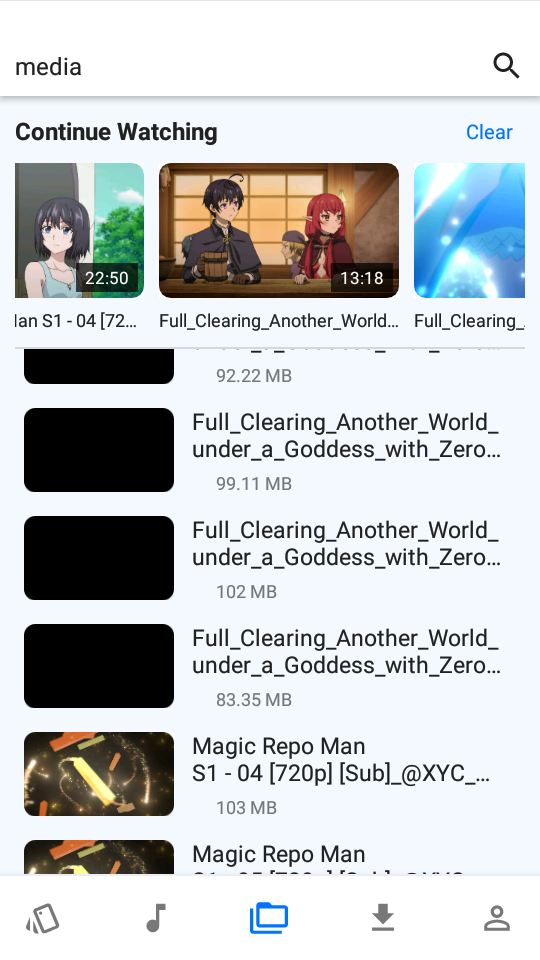 media
Continue Watching
Clear
22:50
13:18
Man S1 - 04 [72...
Full_Clearing_Another_World...
Full_Clearing_
92.22 MB
Full_Clearing_Another_World_
under_a_Goddess_with_Zero...
99.11 MB
Full_Clearing_Another_World_
under_a_Goddess_with_Zero...
102 MB
Full_Clearing_Another_World_
under_a_Goddess_with_Zero...
83.35 MB
Magic Repo Man
S1 - 04 [720p] [Sub]_@XYC_...
103 MB
Magic Repo Man